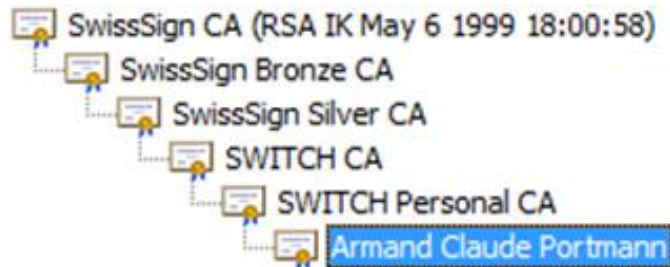 SwissSign CA (RSA IK May 6 1999 18:00:58)
SwissSign Bronze CA
SwissSign Silver CA
SWITCH CA
SWITCH Personal CA
Armand Claude Portmann